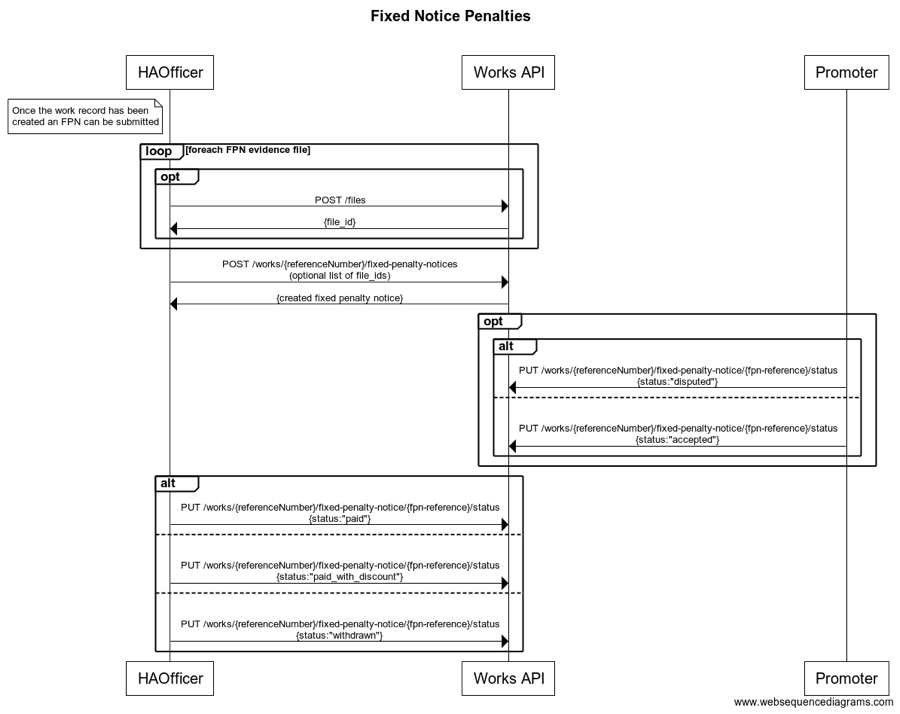 Fixed Notice Penalties
HAOfficer
Works API
Promoter
Once the work record has been
created an FPN can be submitted
loop
[foreach FPN evidence file]
opt
POST /files
{file_id}
POST /works/{referenceNumber}/fixed-penalty-notices
(optional list of file_ids)
{created fixed penalty notice}
opt
alt
PUT /works/{referenceNumber}/fixed-penalty-notice/{fpn-reference}/status
{status:"disputed"}
PUT /works/{referenceNumber}/fixed-penalty-notice/{fpn-reference}/status
{status:"accepted"}
alt
PUT /works/{referenceNumber}/fixed-penalty-notice/{fpn-reference}/status
{status:"paid"}
PUT /works/{referenceNumber}/fixed-penalty-notice/{fpn-reference}/status
{status:"paid_with_discount"}
PUT /works/{referenceNumber}/fixed-penalty-notice/{fpn-reference}/status
{status:"withdrawn"}
HAOfficer
Works API
Promoter
www.websequencediagrams.com